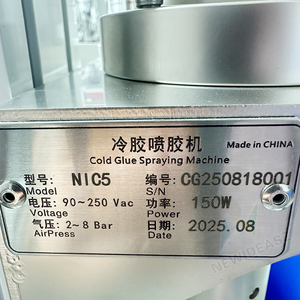 冷胶喷胶机
Made in CHINA
Cold Glue Spraying Machine
型号: NIC5 编号: CG250818001
Model S/N
电压: 90~250 Vac 功率: 150W
Voltage Power
气压: 2~8 Bar 日期: 2025.08
AirPress
NEWIDEAS